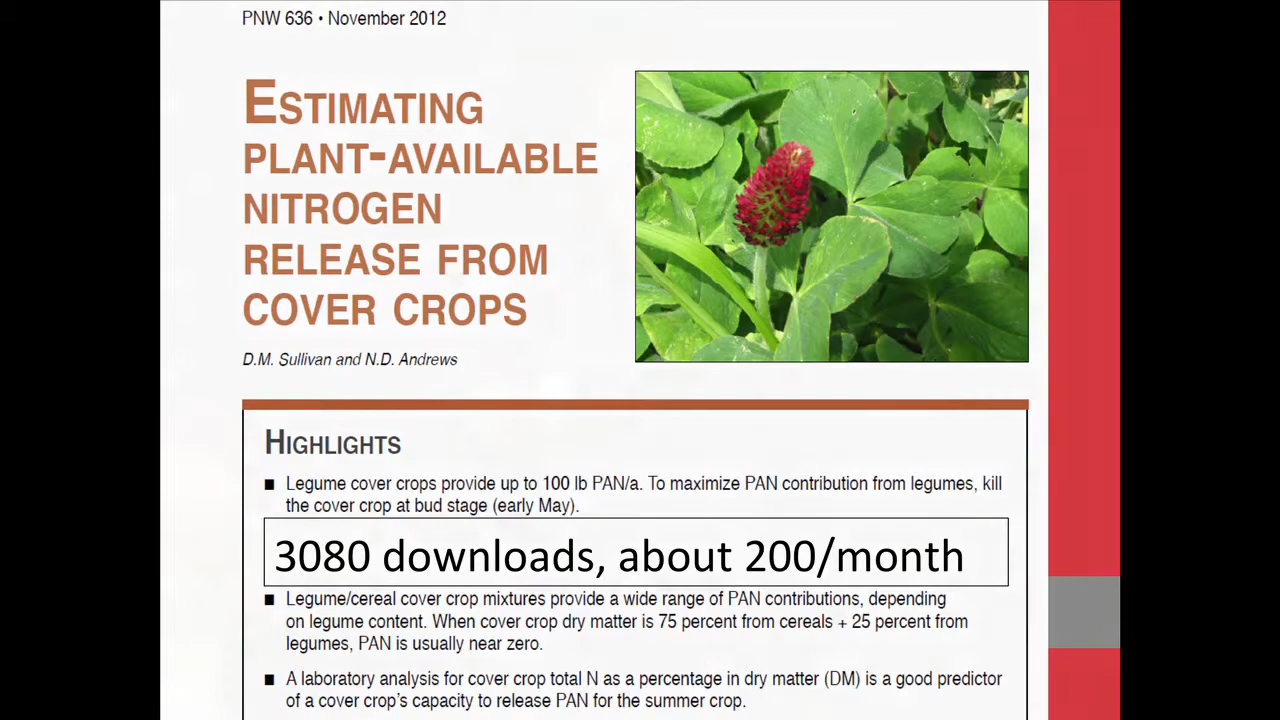 PNW 636 • November 2012
ESTIMATING
PLANT-AVAILABLE
NITROGEN
RELEASE FROM
COVER CROPS
D.M. Sullivan and N.D. Andrews
HIGHLIGHTS
■ Legume cover crops provide up to 100 lb PAN/a. To maximize PAN contribution from legumes, kill
the cover crop at bud stage (early May).
3080 downloads, about 200/month
■ Legume/cereal cover crop mixtures provide a wide range of PAN contributions, depending
on legume content. When cover crop dry matter is 75 percent from cereals + 25 percent from
legumes, PAN is usually near zero.
■ A laboratory analysis for cover crop total N as a percentage in dry matter (DM) is a good predictor
of a cover crop's capacity to release PAN for the summer crop.